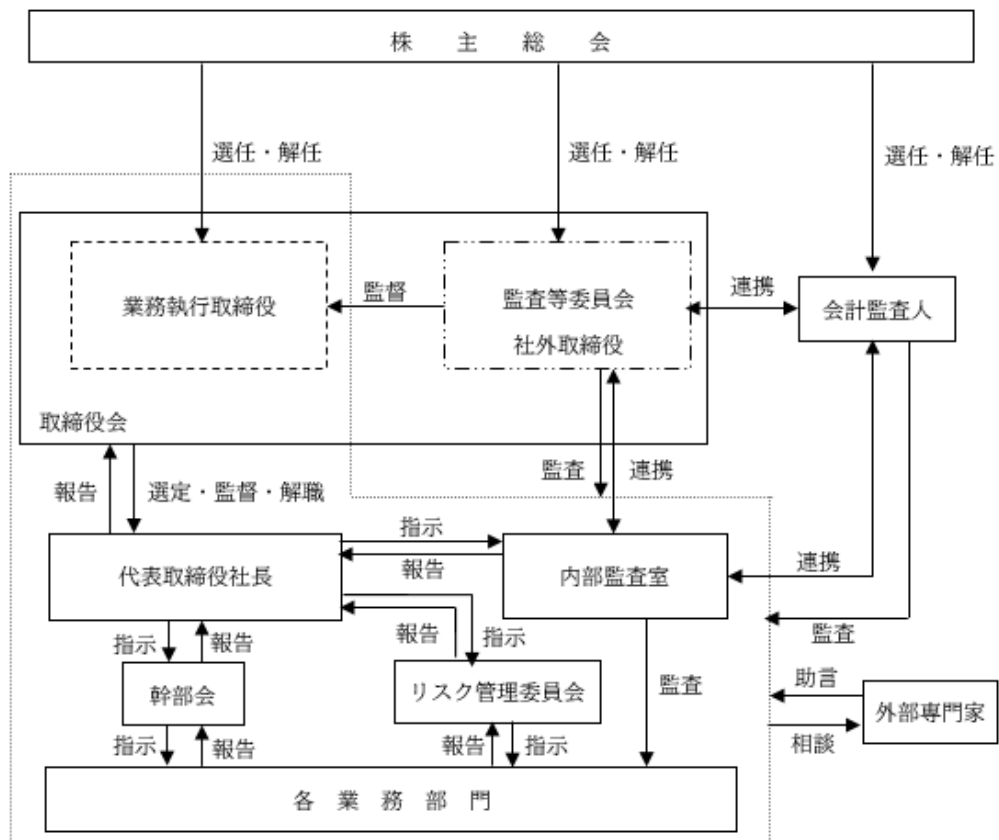 株主総会
選任・解任
選任・解任
選任・解任
業務執行取締役
監督
監査等委員会
社外取締役
連携
会計監査人
取締役会
報告
選定・監督・解職
監査
連携
代表取締役社長
指示
報告
内部監査室
連携
監査
指示
報告
報告
指示
幹部会
リスク管理委員会
監査
助言
外部専門家
相談
指示
報告
報告
指示
各業務部門